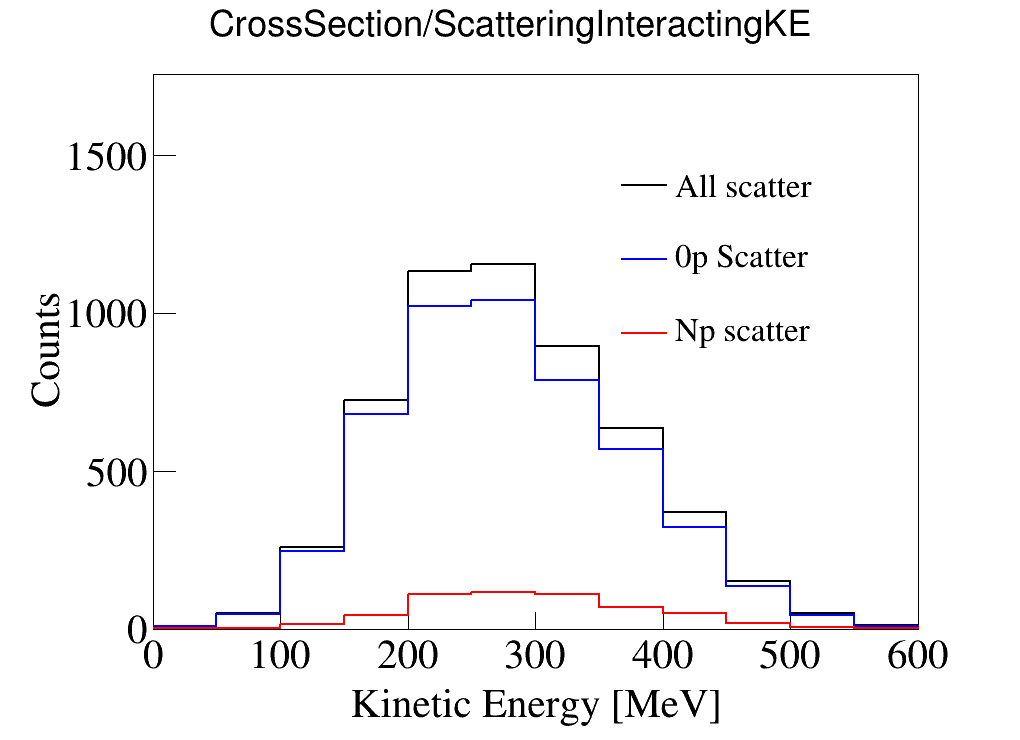 CrossSection/ScatteringInteractingKE
1500
1000
500
0
Counts
All scatter
0p Scatter
Np scatter
0 100 200 300 400 500 600
Kinetic Energy [MeV]